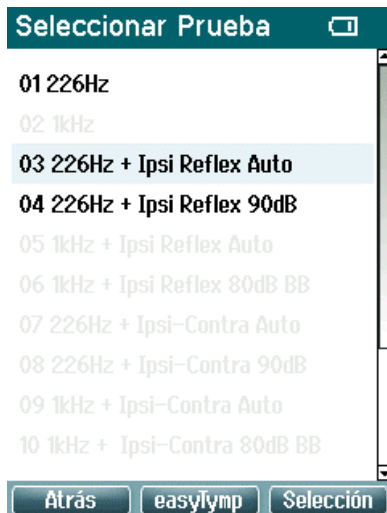 Seleccionar Prueba
01 226Hz
02 1kHz
03 226Hz + Ipsi Reflex Auto
04 226Hz + Ipsi Reflex 90dB
05 1kHz + Ipsi Reflex Auto
06 1kHz + Ipsi Reflex 80dB BB
07 226Hz + Ipsi-Contra Auto
08 226Hz + Ipsi-Contra 90dB
09 1kHz + Ipsi-Contra Auto
10 1kHz + Ipsi-Contra 80dB BB
Atrás easyTymp Selección